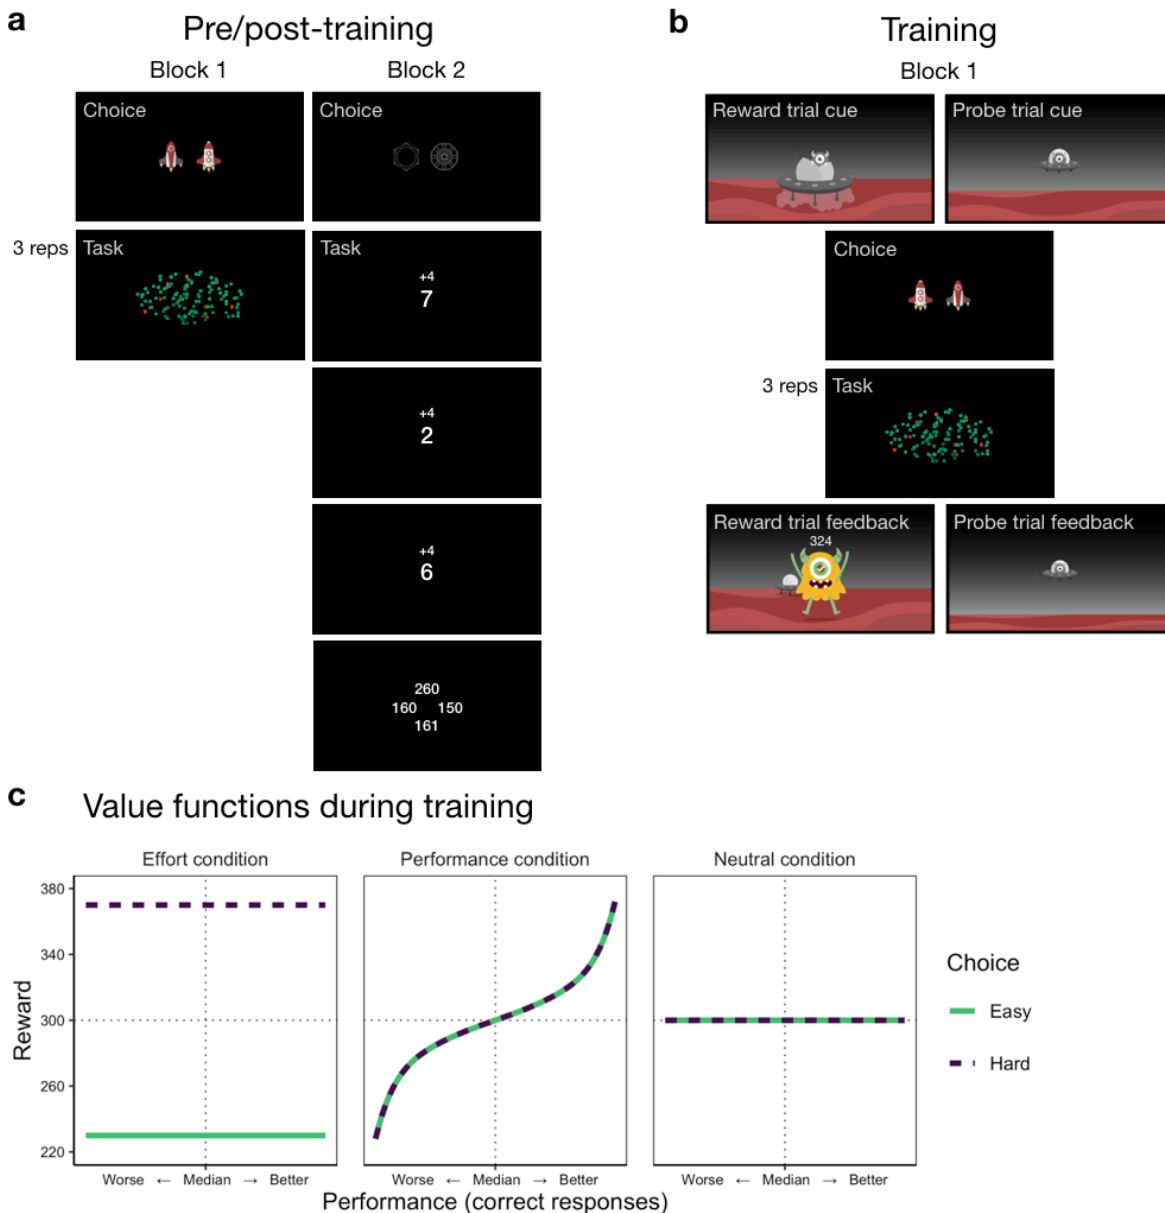 a
Pre/post-training
Block 1
Block 2
Choice
Choice
3 reps
Task
Task
+4
7
+4
2
+4
6
260
160 150
161
b
Training
Block 1
Reward trial cue
Probe trial cue
Choice
3 reps
Task
Reward trial feedback
324
Probe trial feedback
c
Value functions during training
Effort condition
Performance condition
Neutral condition
Reward
380
340
300
260
220
Worse ← Median → Better
Worse ← Median → Better
Worse ← Median → Better
Performance (correct responses)
Choice
Easy
Hard